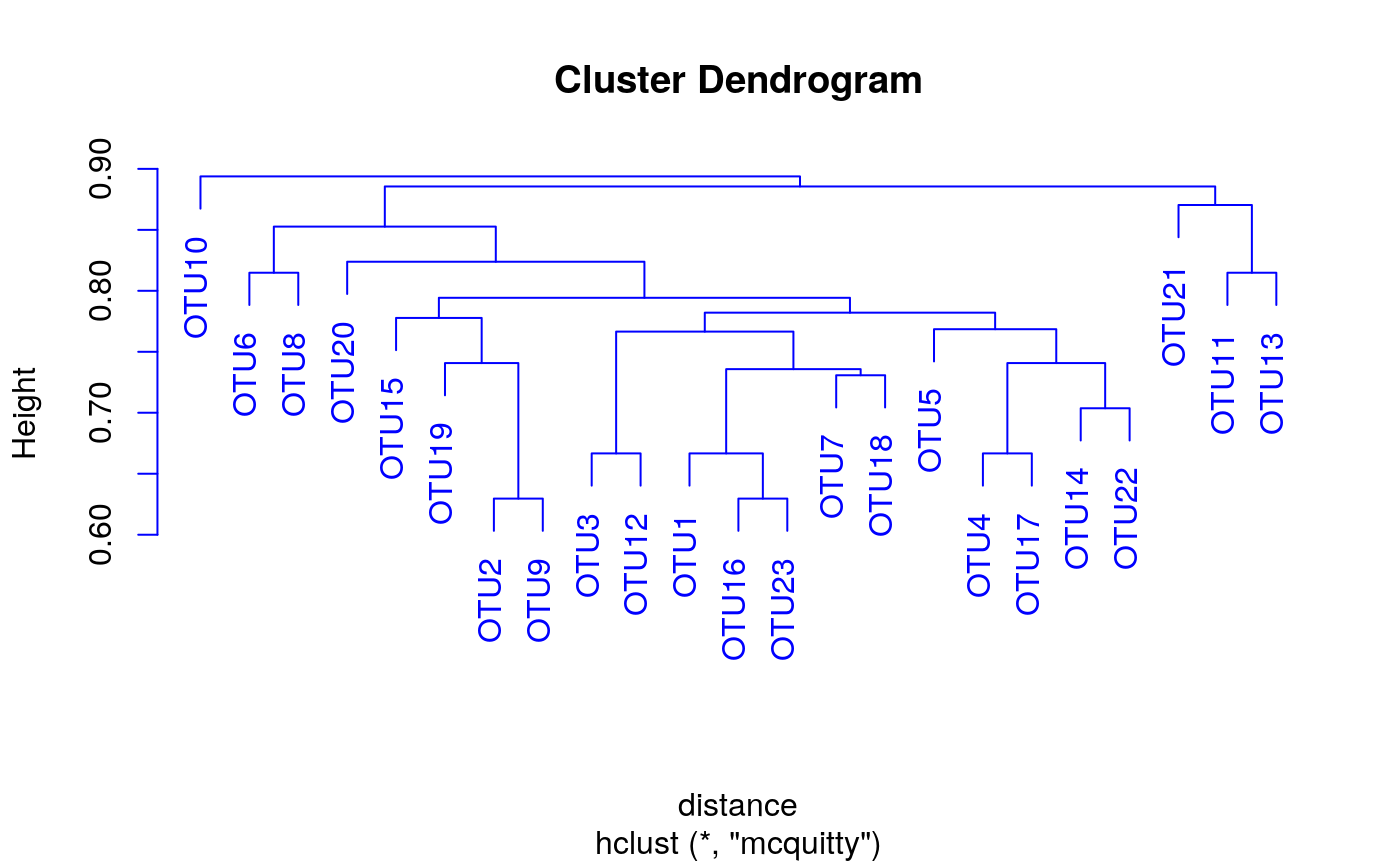 Cluster Dendrogram
Height
0.90
0.80
0.70
0.60
OTU10
OTU6
OTU8
OTU20
OTU15
OTU19
OTU2
OTU9
OTU3
OTU12
OTU1
OTU16
OTU23
OTU7
OTU18
OTU5
OTU4
OTU17
OTU14
OTU22
OTU21
OTU11
OTU13
distance
hclust (*, "mcquitty")